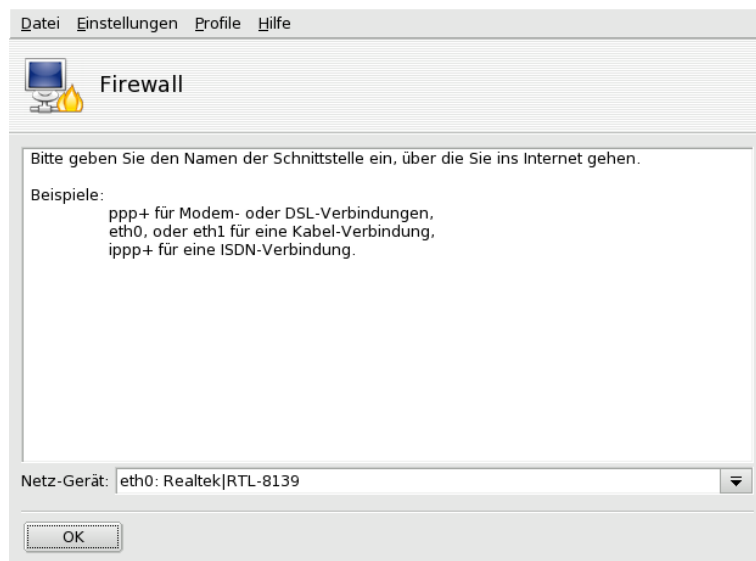 Datei Einstellungen Profile Hilfe
Firewall
Bitte geben Sie den Namen der Schnittstelle ein, über die Sie ins Internet gehen.
Beispiele:
ppp+ für Modem- oder DSL-Verbindungen,
eth0, oder eth1 für eine Kabel-Verbindung,
ippp+ für eine ISDN-Verbindung.
Netz-Gerät: eth0: Realtek|RTL-8139
OK